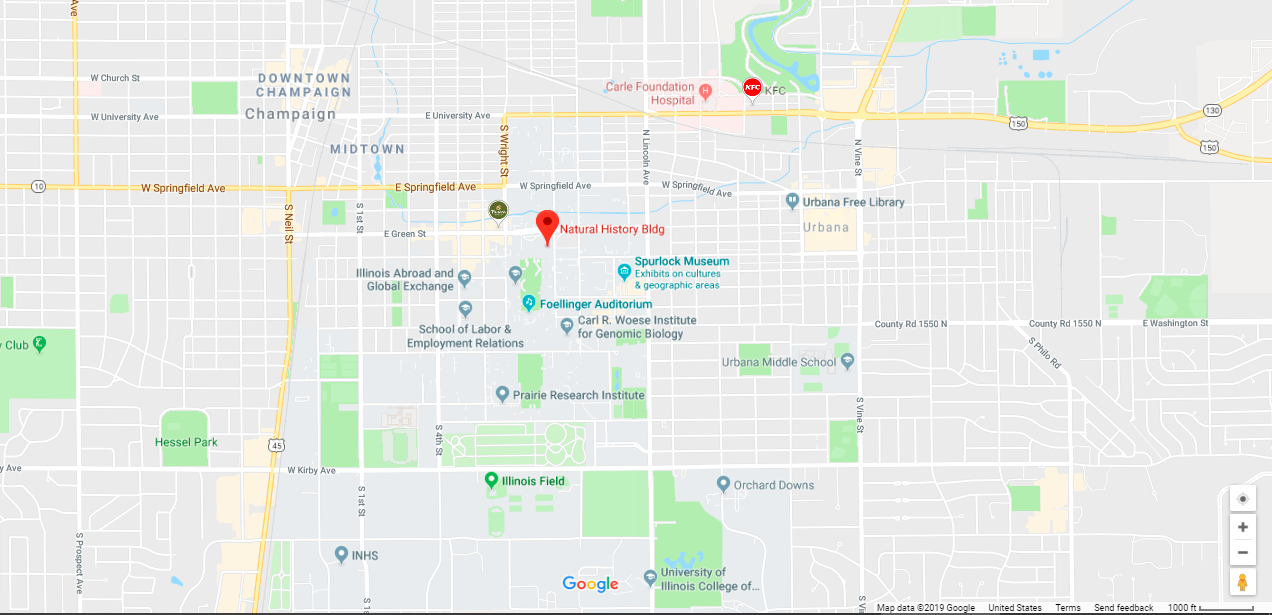 Ave
W Church St
DOWNTOWN
CHAMPAIGN
Champaign
W University Ave
E University Ave
Carle Foundation
Hospital
H
KFC
KFC
130
150
150
S Wright St
N Lincoln Ave
N Vine St
MIDTOWN
10
W Springfield Ave
E Springfield Ave
W Springfield Ave
W Springfield Ave
S Neil St
S 1st St
E Green St
Natural History Bldg
Urbana Free Library
Urbana
Illinois Abroad and
Global Exchange
Spurlock Museum
Exhibits on cultures
& geographic areas
Foellinger Auditorium
School of Labor &
Employment Relations
Carl R. Woese Institute
for Genomic Biology
County Rd 1550 N
County Rd 1550 N
E Washington St
S Philo Rd
y Club
Urbana Middle School
Prairie Research Institute
S Vine St
Hessel Park
45
S 4th St
y Ave
W Kirby Ave
Illinois Field
Orchard Downs
S 1st St
S Prospect Ave
INHS
Google
University of
Illinois College of...
S 1s
S Vi
Map data ©2019 Google
United States
Terms
Send feedback
1000 ft